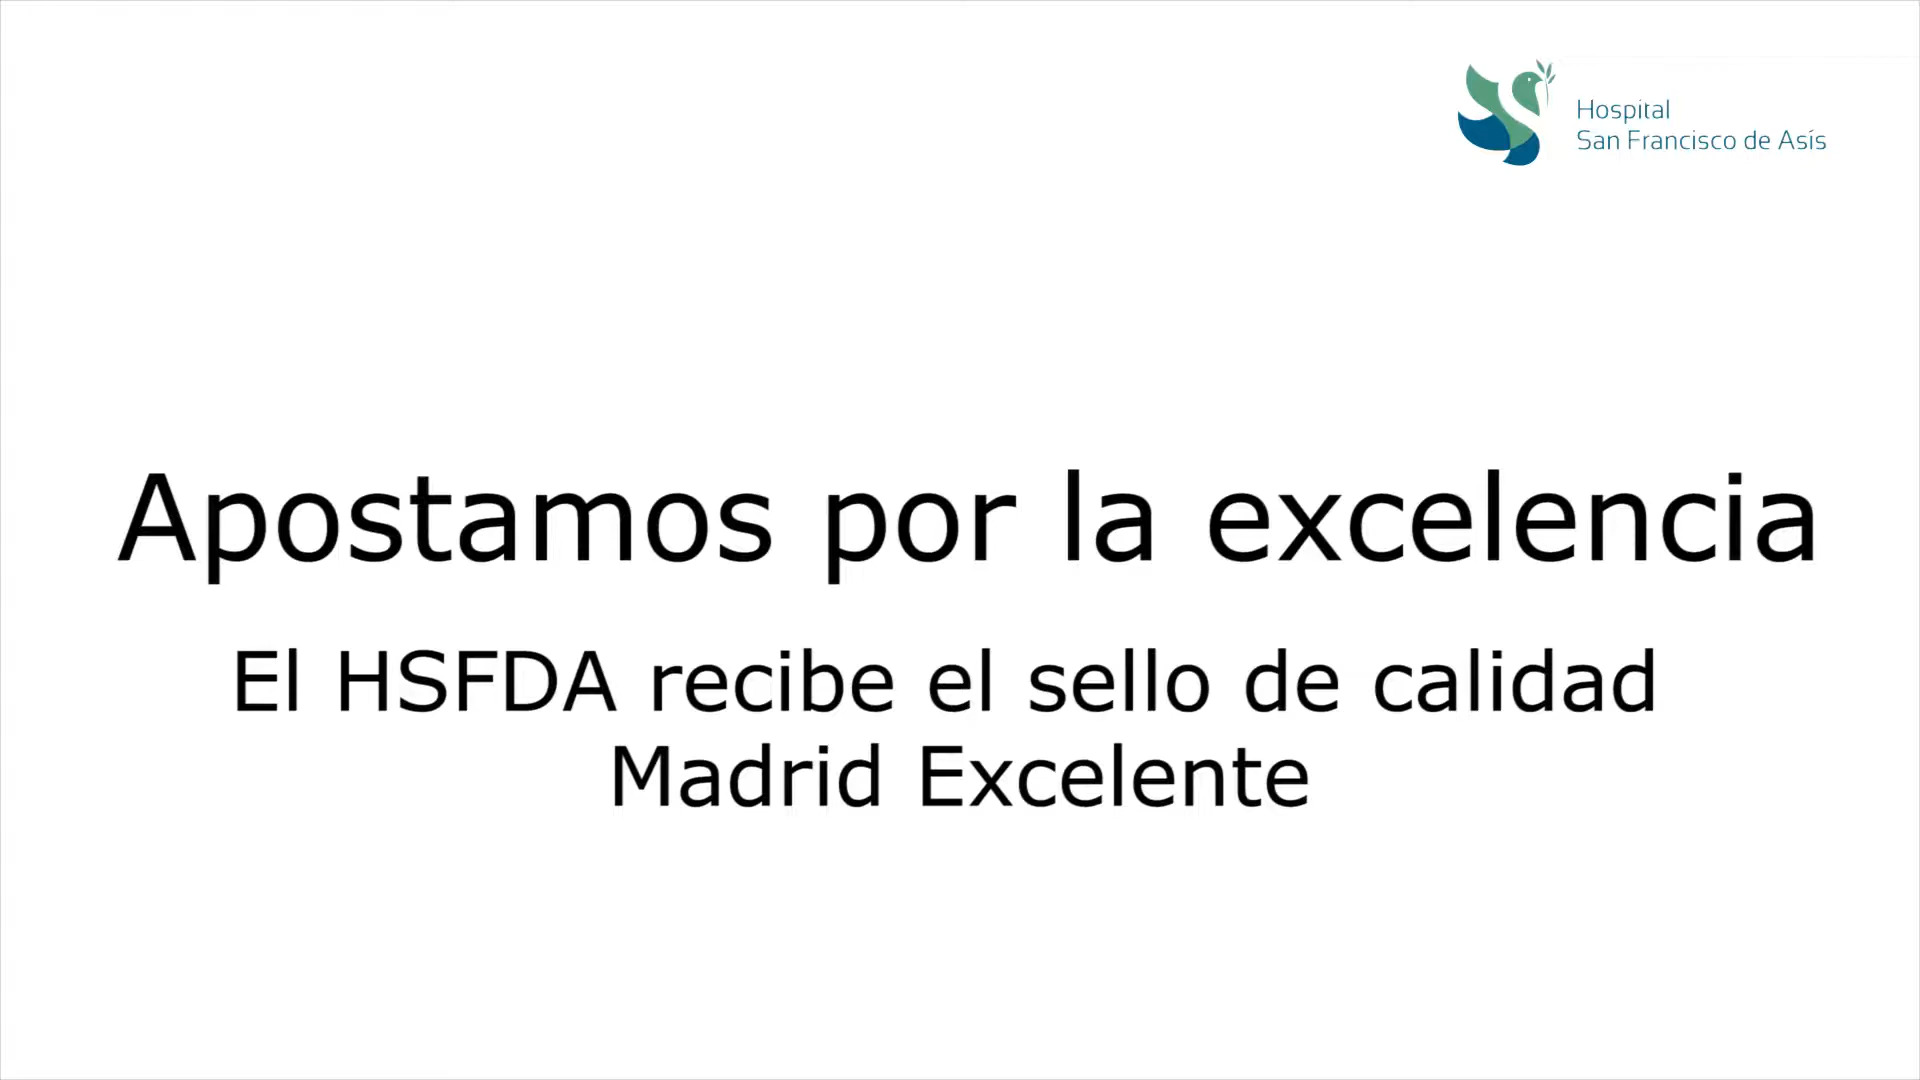 Hospital
San Francisco de Asís
Apostamos por la excelencia
El HSFDA recibe el sello de calidad
Madrid Excelente